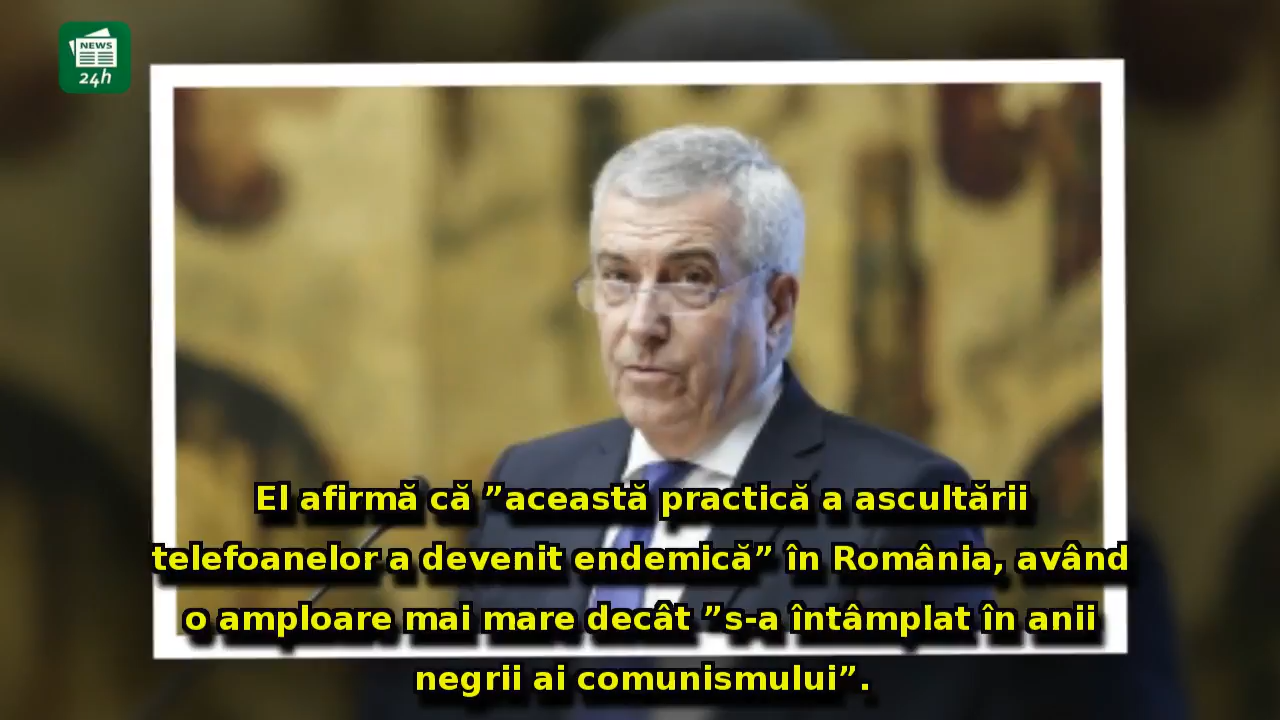 NEWS
24h
El afirmă că ”această practică a ascultării
telefoanelor a devenit endemică” în România, având
o amploare mai mare decât ”s-a întâmplat în anii
negrii ai comunismului”.